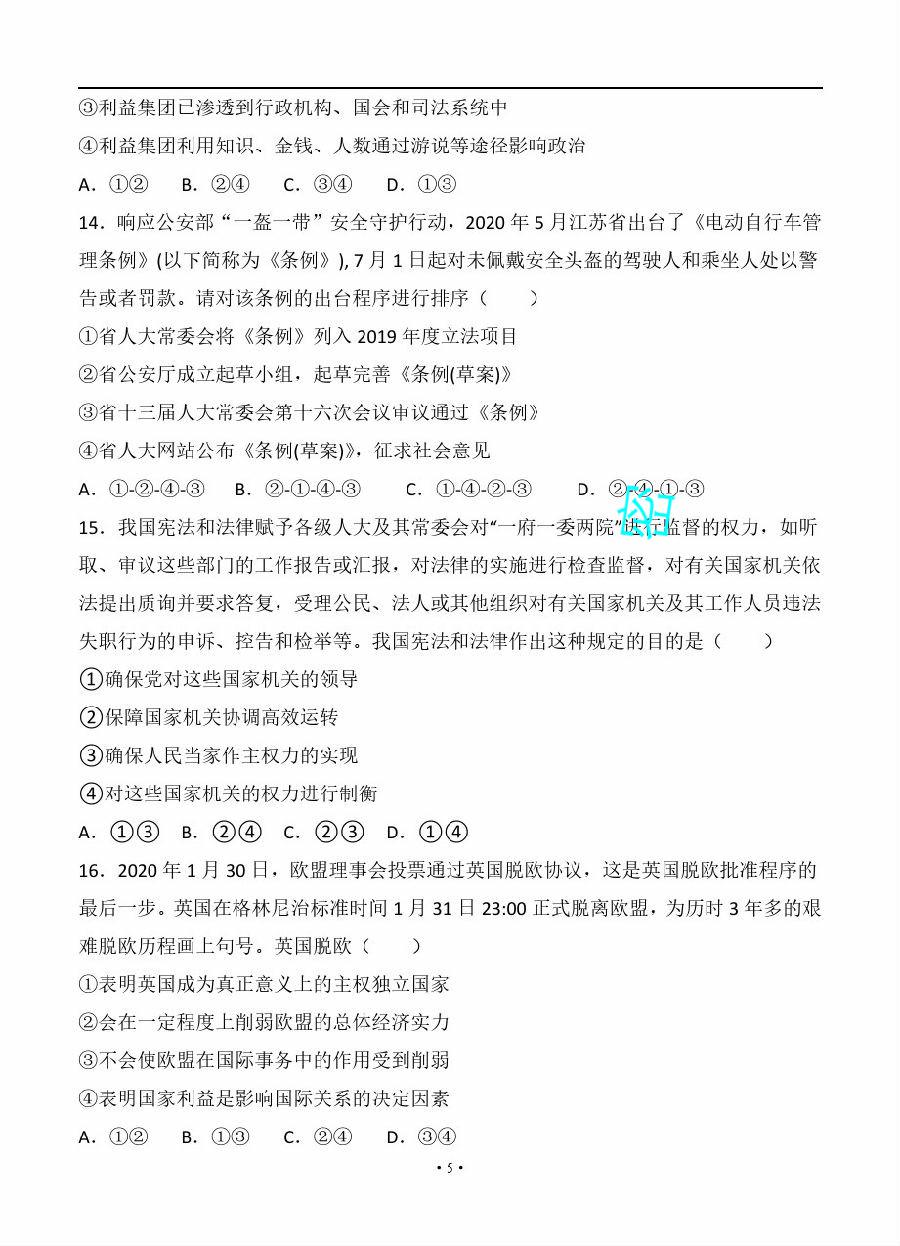 ③利益集团已渗透到行政机构、国会和司法系统中
④利益集团利用知识、金钱、人数通过游说等途径影响政治
A．①② B．②④ C．③④ D．①③
14．响应公安部“一盔一带”安全守护行动，2020 年 5 月江苏省出台了《电动自行车管
理条例》(以下简称为《条例》), 7 月 1 日起对未佩戴安全头盔的驾驶人和乘坐人处以警
告或者罚款。请对该条例的出台程序进行排序（ ）
①省人大常委会将《条例》列入 2019 年度立法项目
②省公安厅成立起草小组，起草完善《条例(草案)》
③省十三届人大常委会第十六次会议审议通过《条例》
④省人大网站公布《条例(草案)》，征求社会意见
A．①-②-④-③ B．②-①-④-③ C．①-④-②-③ D．②-④-①-③
15．我国宪法和法律赋予各级人大及其常委会对“一府一委两院”进行监督的权力，如听
取、审议这些部门的工作报告或汇报，对法律的实施进行检查监督，对有关国家机关依
法提出质询并要求答复，受理公民、法人或其他组织对有关国家机关及其工作人员违法
失职行为的申诉、控告和检举等。我国宪法和法律作出这种规定的目的是（ ）
①确保党对这些国家机关的领导
②保障国家机关协调高效运转
③确保人民当家作主权力的实现
④对这些国家机关的权力进行制衡
A．①③ B．②④ C．②③ D．①④
16．2020 年 1 月 30 日，欧盟理事会投票通过英国脱欧协议，这是英国脱欧批准程序的
最后一步。英国在格林尼治标准时间 1 月 31 日 23:00 正式脱离欧盟，为历时 3 年多的艰
难脱欧历程画上句号。英国脱欧（ ）
①表明英国成为真正意义上的主权独立国家
②会在一定程度上削弱欧盟的总体经济实力
③不会使欧盟在国际事务中的作用受到削弱
④表明国家利益是影响国际关系的决定因素
A．①② B．①③ C．②④ D．③④
• 5 •